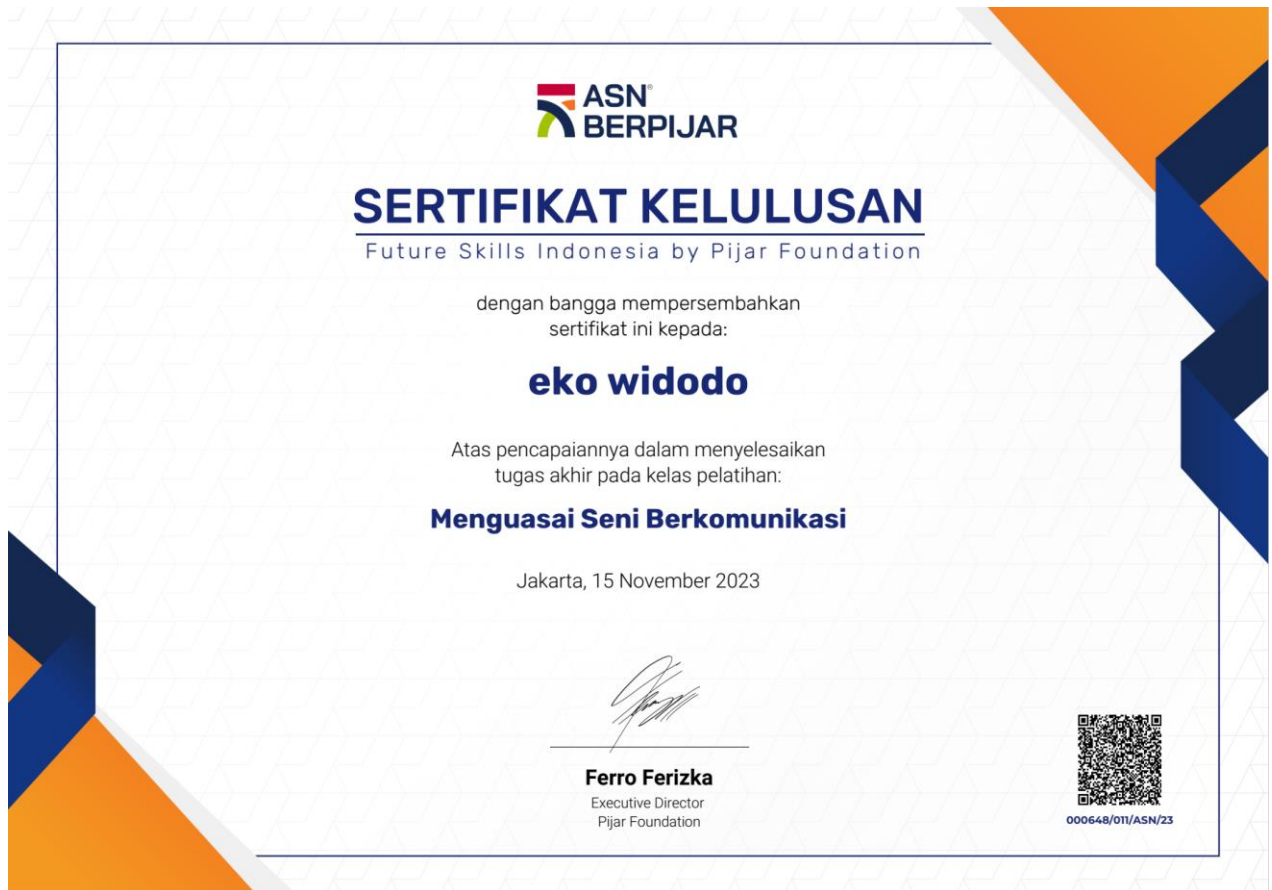 ASN®
BERPIJAR
SERTIFIKAT KELULUSAN
Future Skills Indonesia by Pijar Foundation
dengan bangga mempersembahkan
sertifikat ini kepada:
eko widodo
Atas pencapaiannya dalam menyelesaikan
tugas akhir pada kelas pelatihan:
Menguasai Seni Berkomunikasi
Jakarta, 15 November 2023
Ferro Ferizka
Executive Director
Pijar Foundation
000648/011/ASN/23